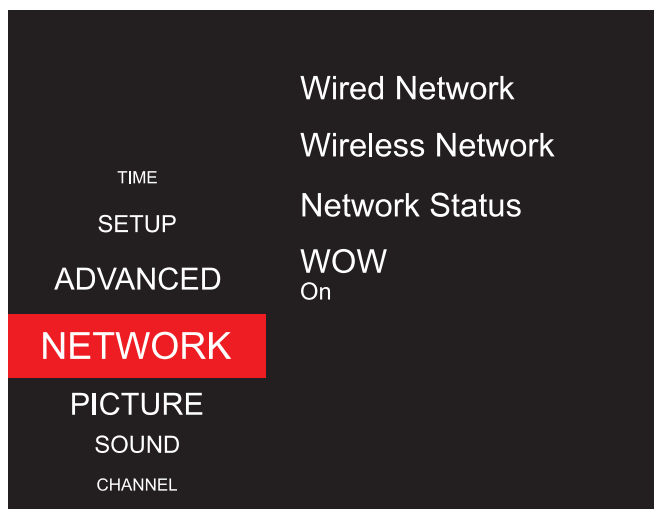 TIME
SETUP
ADVANCED
NETWORK
PICTURE
SOUND
CHANNEL
Wired Network
Wireless Network
Network Status
WOW
On